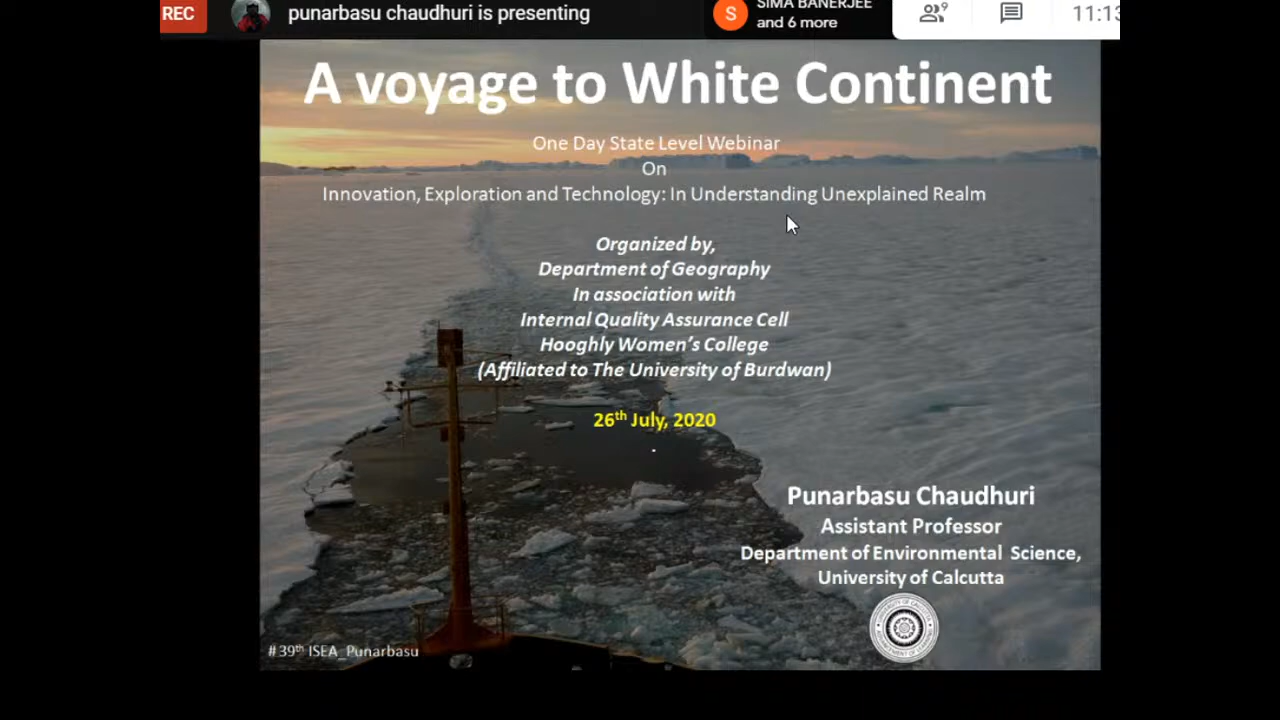 REC
punarbasu chaudhuri is presenting
S
SIMA BANERJEE
and 6 more
9
11:13
A voyage to White Continent
One Day State Level Webinar
On
Innovation, Exploration and Technology: In Understanding Unexplained Realm
Organized by,
Department of Geography
In association with
Internal Quality Assurance Cell
Hooghly Women's College
(Affiliated to The University of Burdwan)
26th July, 2020
.
Punarbasu Chaudhuri
Assistant Professor
Department of Environmental Science,
University of Calcutta
#39th ISEA_Punarbasu